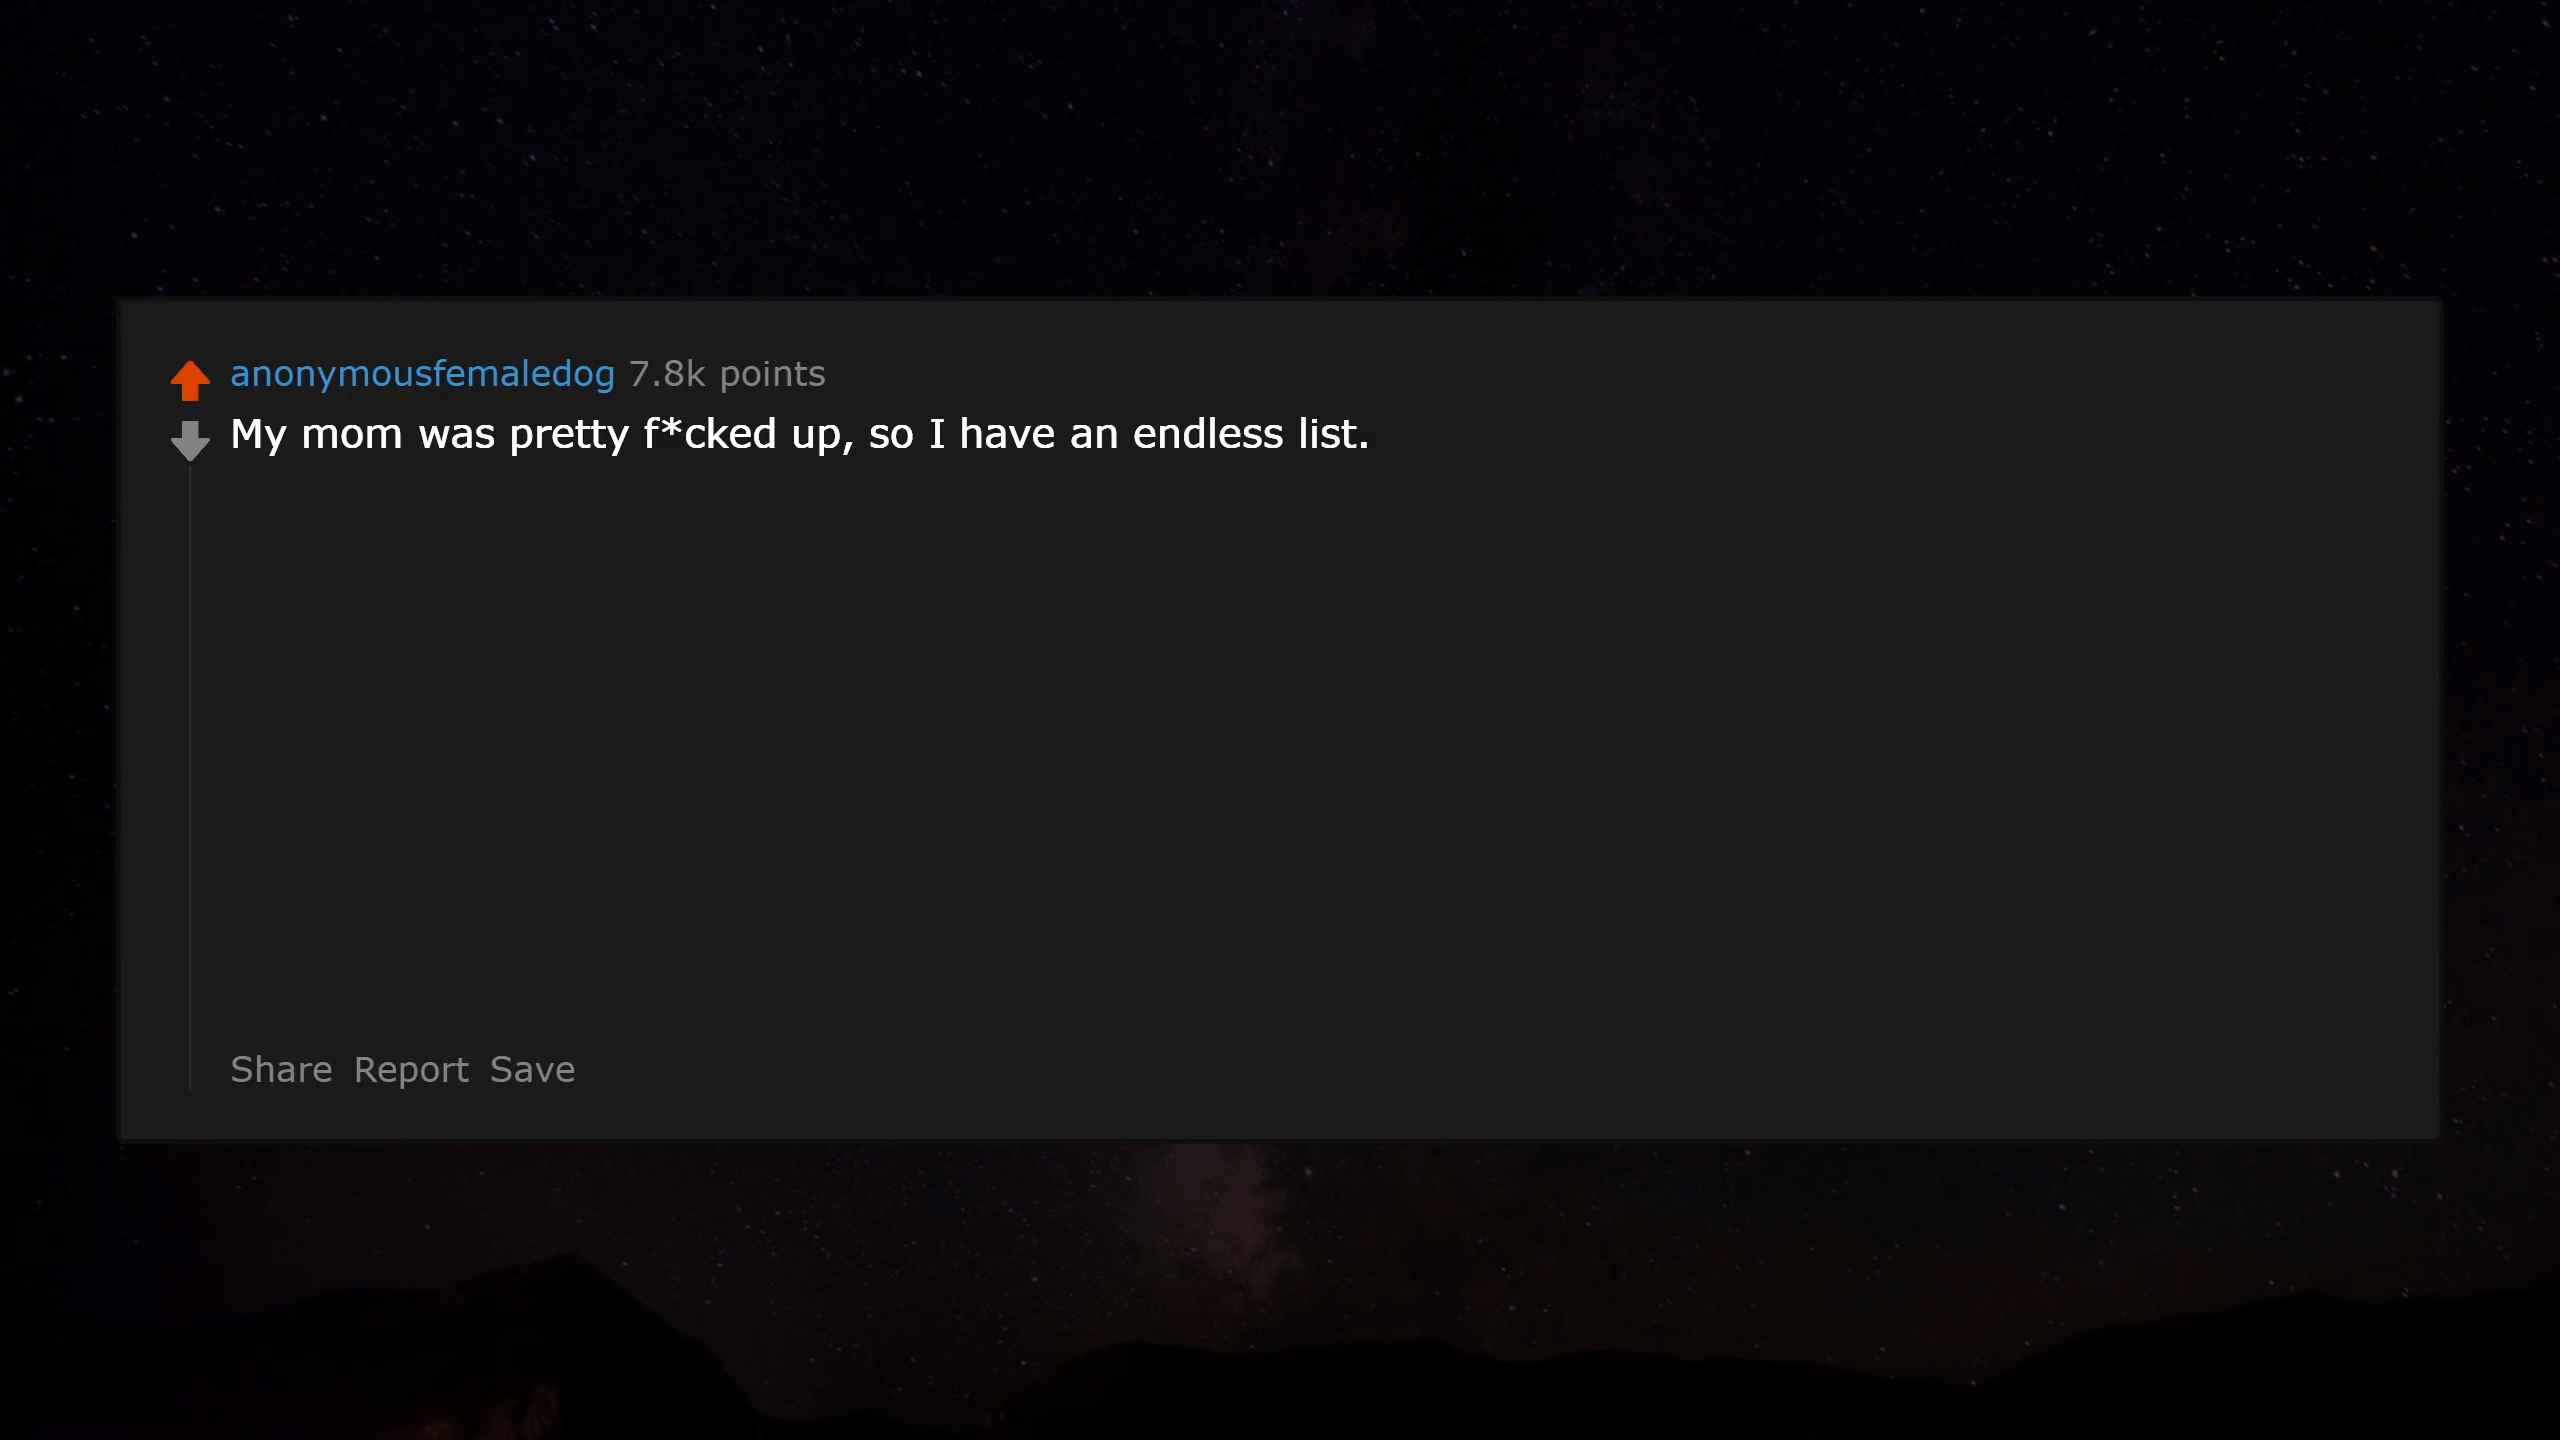 anonymousfemaledog 7.8k points
My mom was pretty f*cked up, so I have an endless list.
Share Report Save